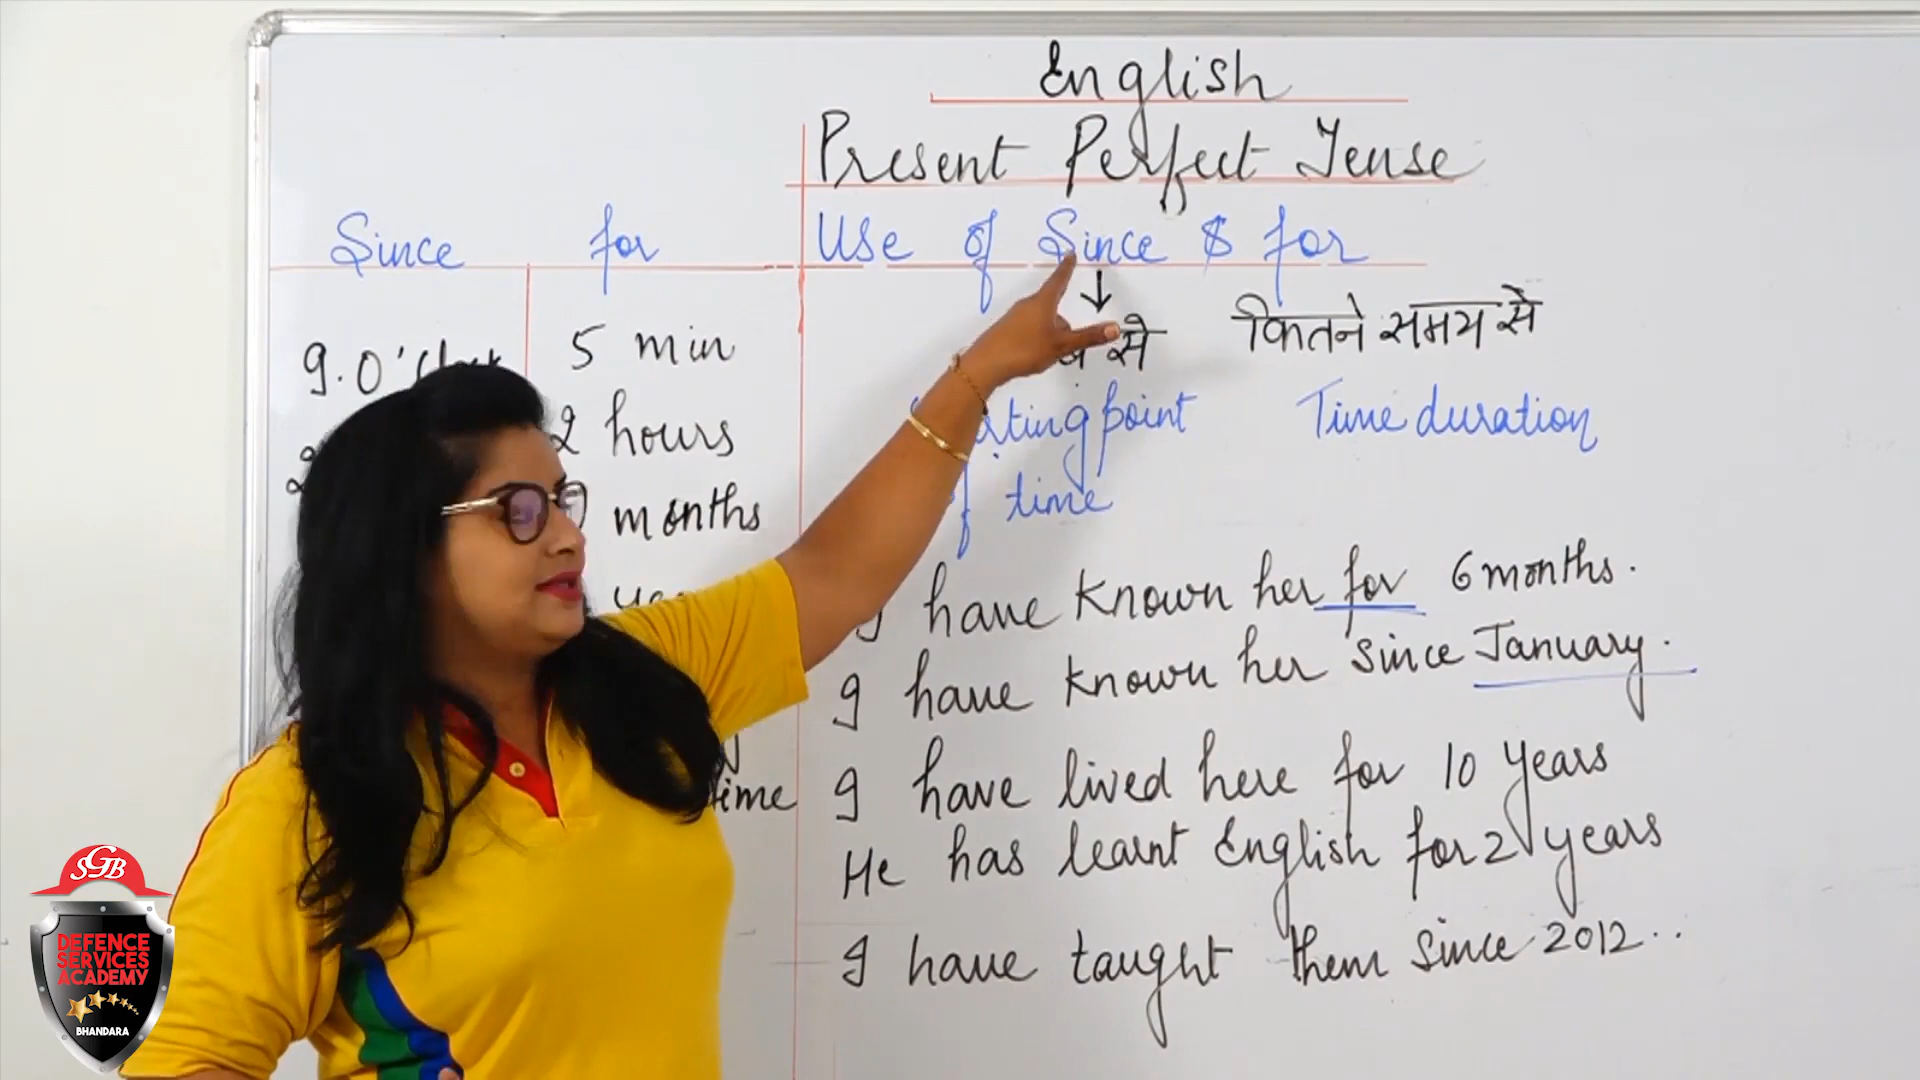 English
Present Perfect Tense
Since for
Use of Since & for
से कितने समय से
9.0'
5 min
2 hours
months
point Time duration
time
time
I have known her for 6 months.
I have known her since January.
I have lived here for 10 years
He has learnt English for 2 years
I have taught them since 2012..
SGB
DEFENCE
SERVICES
ACADEMY
BHANDARA